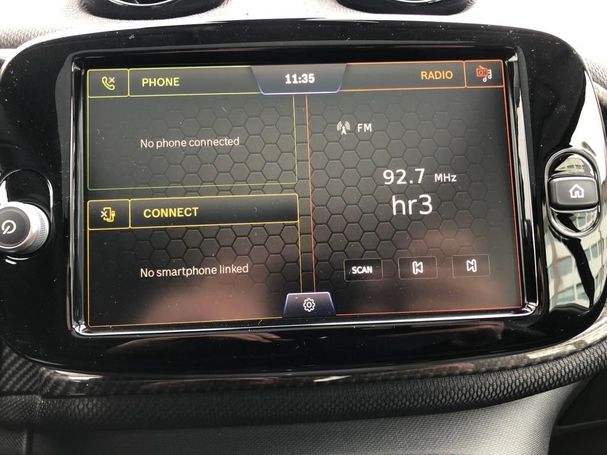 PHONE
11:35
RADIO
No phone connected
FM
92.7 MHz
hr3
CONNECT
No smartphone linked
SCAN